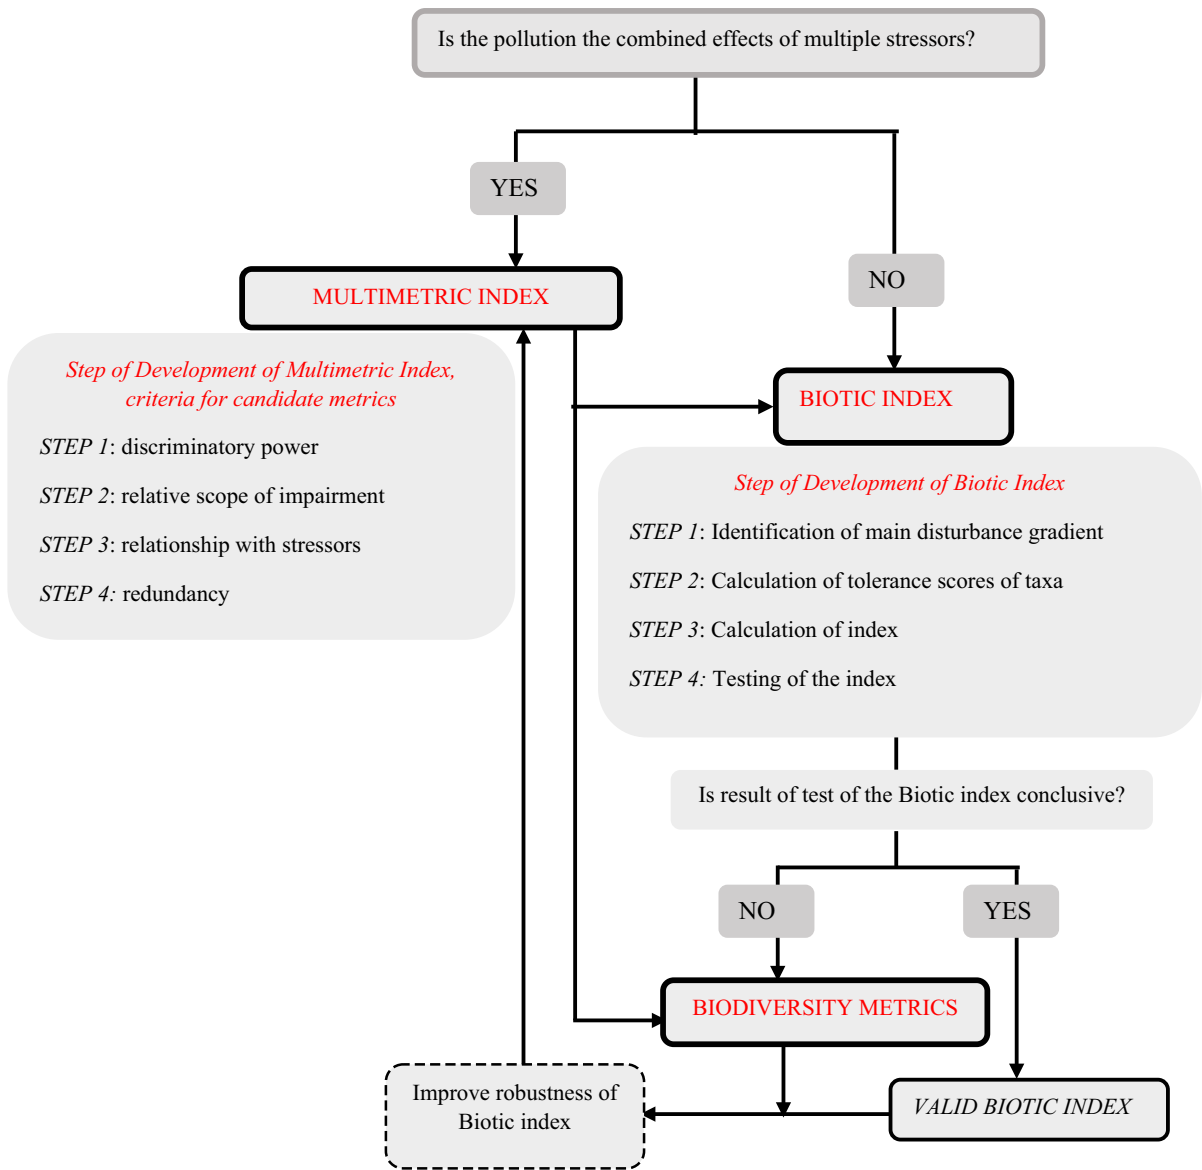 Is the pollution the combined effects of multiple stressors?
YES
NO
MULTIMETRIC INDEX
Step of Development of Multimetric Index,
criteria for candidate metrics
STEP 1: discriminatory power
STEP 2: relative scope of impairment
STEP 3: relationship with stressors
STEP 4: redundancy
BIOTIC INDEX
Step of Development of Biotic Index
STEP 1: Identification of main disturbance gradient
STEP 2: Calculation of tolerance scores of taxa
STEP 3: Calculation of index
STEP 4: Testing of the index
Is result of test of the Biotic index conclusive?
NO
YES
BIODIVERSITY METRICS
Improve robustness of
Biotic index
VALID BIOTIC INDEX